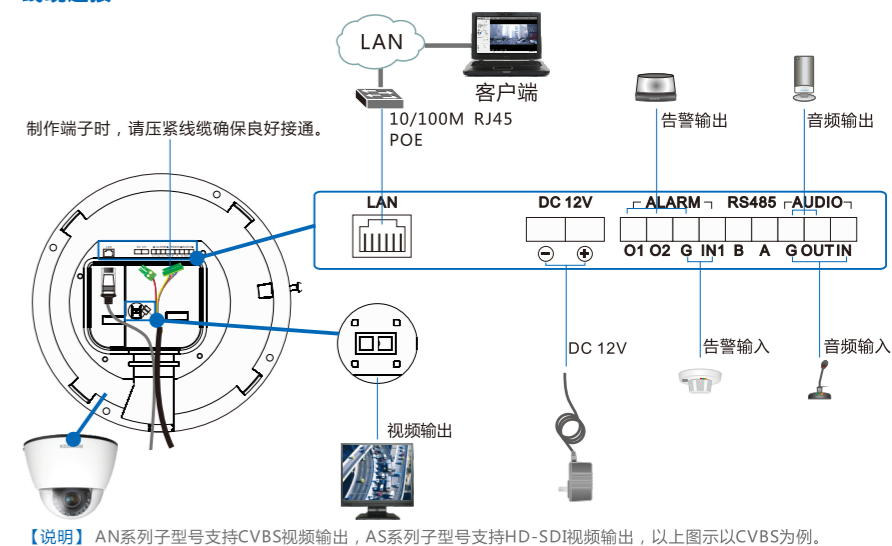 LAN
客户端
10/100M RJ45
POE
告警输出
音频输出
制作端子时，请压紧线缆确保良好接通。
LAN
DC 12V
ALARM
RS485
AUDIO
O1 O2 G IN1 B A G OUT IN
DC 12V
告警输入
音频输入
视频输出
【说明】 AN系列子型号支持CVBS视频输出，AS系列子型号支持HD-SDI视频输出，以上图示以CVBS为例。